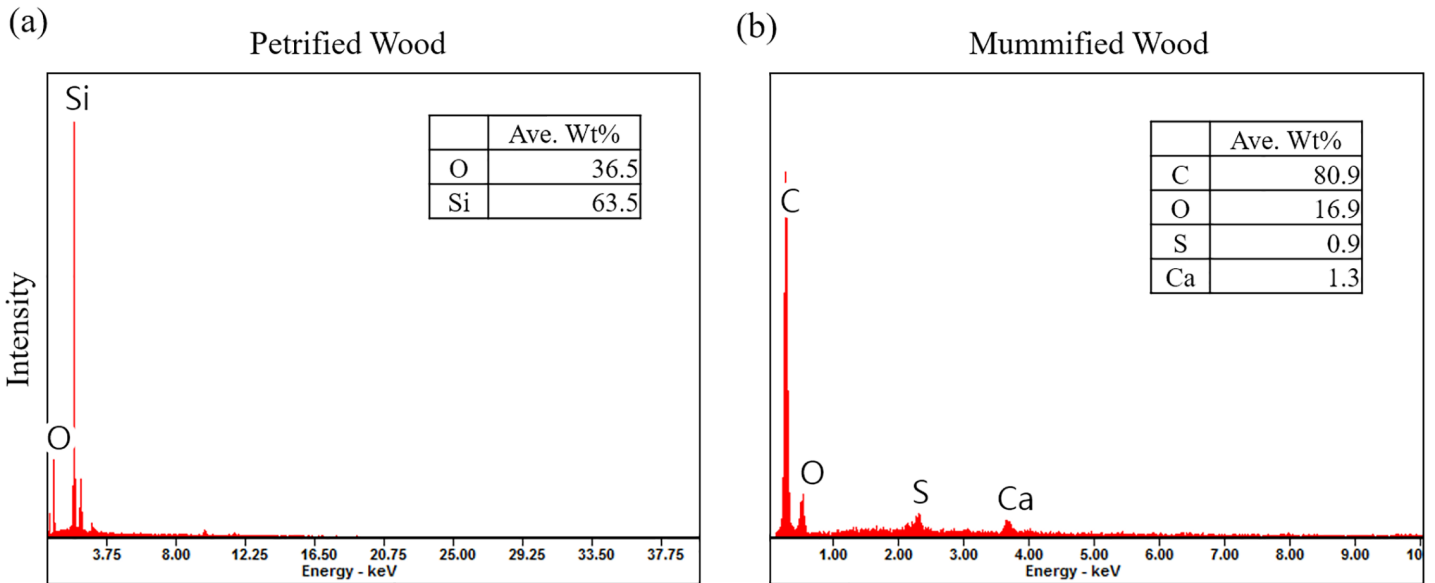 (a)
Petrified Wood
Si
Ave. Wt%
O 36.5
Si 63.5
O
Intensity
3.75 8.00 12.25 16.50 20.75 25.00 29.25 33.50 37.75
Energy - keV
(b)
Mummified Wood
Ave. Wt%
C 80.9
O 16.9
S 0.9
Ca 1.3
C
O
S
Ca
1.00 2.00 3.00 4.00 5.00 6.00 7.00 8.00 9.00 10
Energy - keV